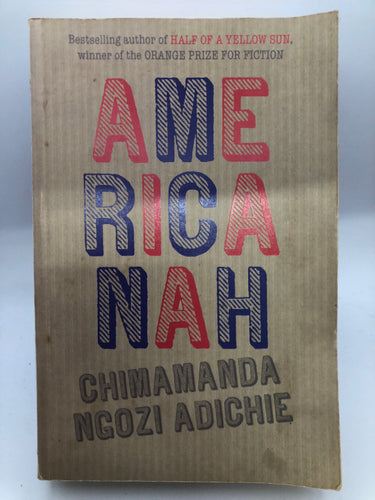 Bestselling author of HALF OF A YELLOW SUN,
winner of the ORANGE PRIZE FOR FICTION
AME
RICA
NAH
CHIMAMANDA
NGOZI ADICHIE